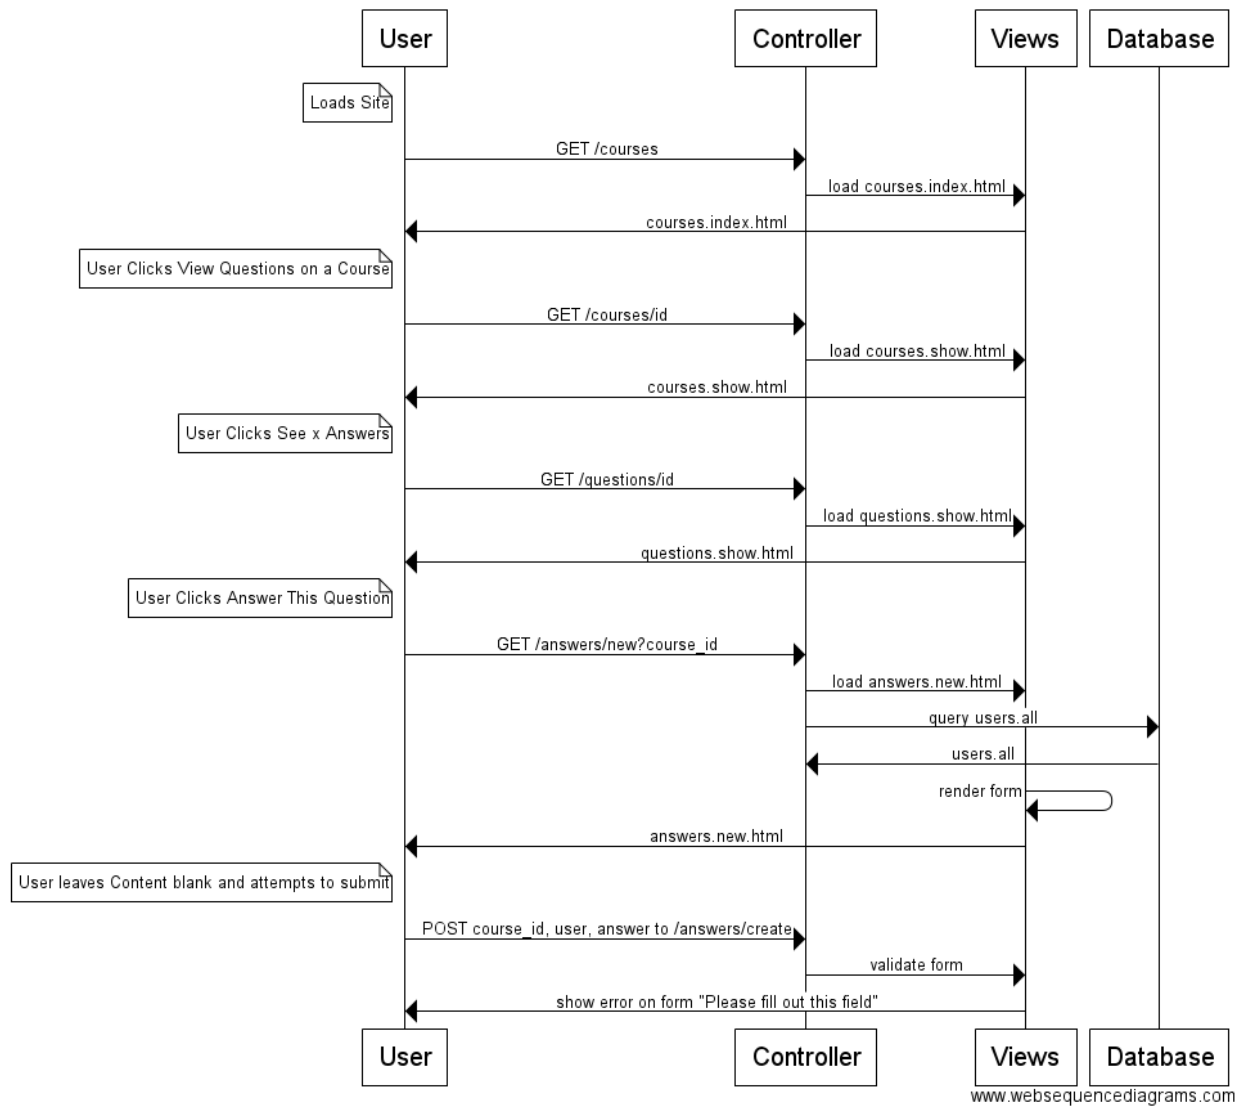 User Controller Views Database
Loads Site
GET /courses
load courses.index.html
courses.index.html
User Clicks View Questions on a Course
GET /courses/id
load courses.show.html
courses.show.html
User Clicks See x Answers
GET /questions/id
load questions.show.html
questions.show.html
User Clicks Answer This Question
GET /answers/new?course_id
load answers.new.html
query users.all
users.all
render form
answers.new.html
User leaves Content blank and attempts to submit
POST course_id, user, answer to /answers/create
validate form
show error on form "Please fill out this field"
User Controller Views Database
www.websequencediagrams.com